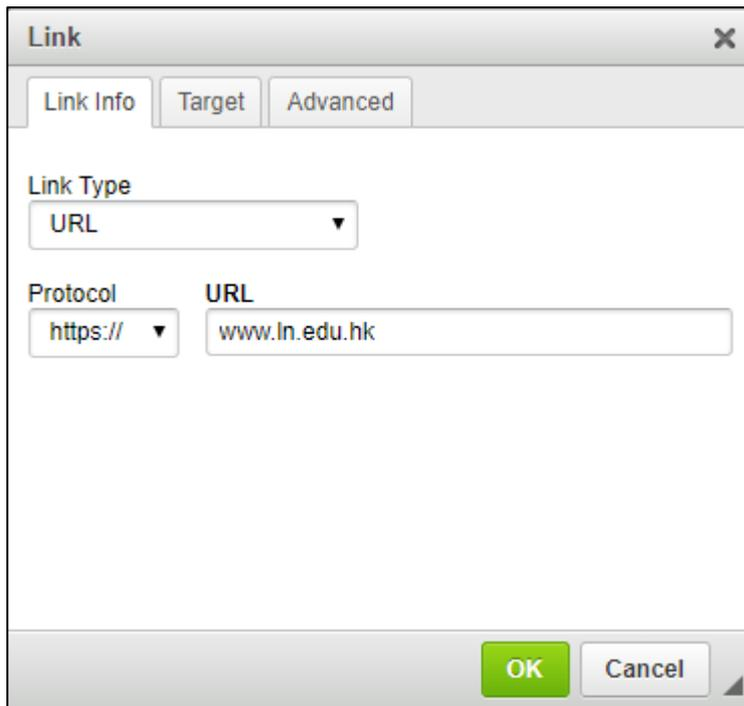 Link
Link Info Target Advanced
Link Type
URL
Protocol URL
https:// www.ln.edu.hk
OK Cancel